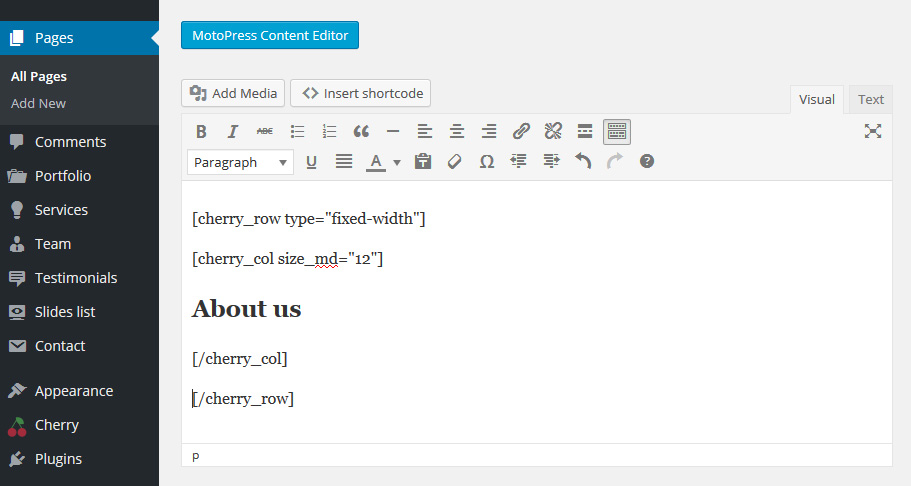 Pages
All Pages
Add New
Comments
Portfolio
Services
Team
Testimonials
Slides list
Contact
Appearance
Cherry
Plugins
MotoPress Content Editor
Add Media
Insert shortcode
Visual
Text
B I ABC
Paragraph
U A
Ω
[cherry_row type="fixed-width"]
[cherry_col size_md="12"]
About us
[/cherry_col]
[/cherry_row]
p